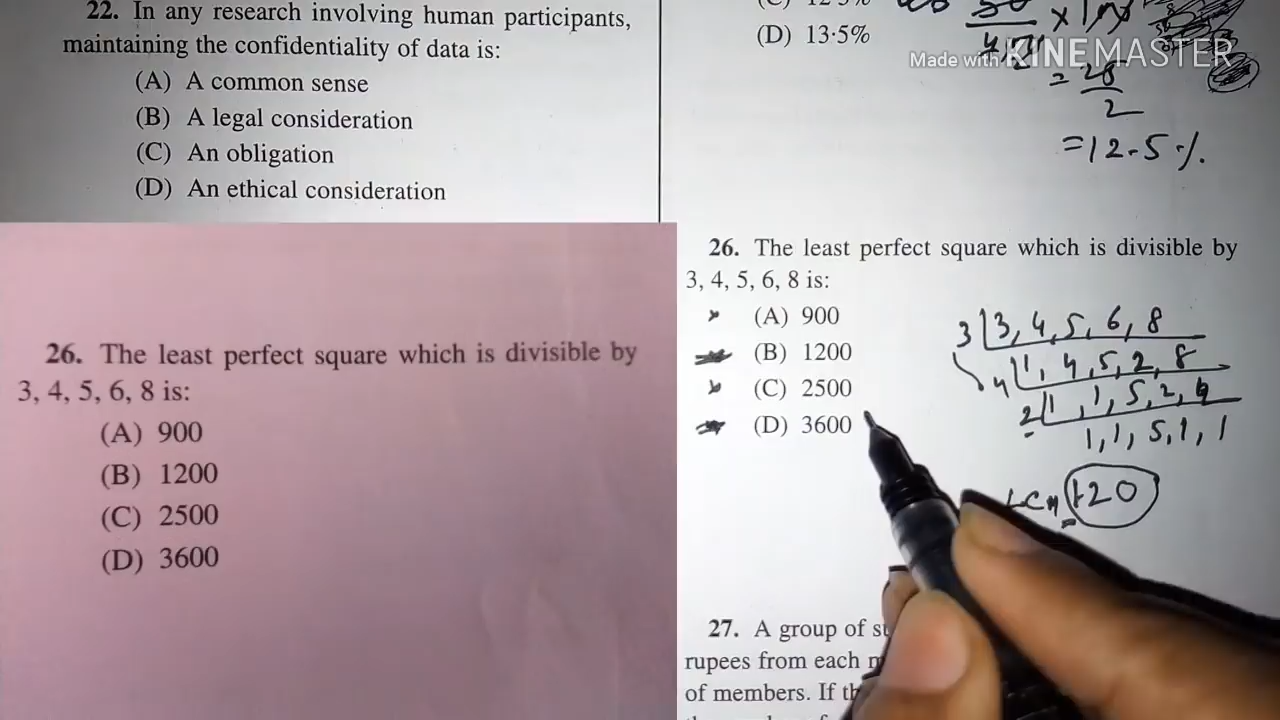 22. In any research involving human participants,
maintaining the confidentiality of data is:
(A) A common sense
(B) A legal consideration
(C) An obligation
(D) An ethical consideration
26. The least perfect square which is divisible by
3, 4, 5, 6, 8 is:
(A) 900
(B) 1200
(C) 2500
(D) 3600
(D) 13·5%
Made with KINEMASTER
= 25
2
=12.5%
26. The least perfect square which is divisible by
3, 4, 5, 6, 8 is:
(A) 900
(B) 1200
(C) 2500
(D) 3600
3 3, 4, 5, 6, 8
4 1, 4, 5, 2, 8
2 1, 1, 5, 2,
1, 1, 5, 1, 1
LCM 120
27. A group of
rupees from each
of members. If